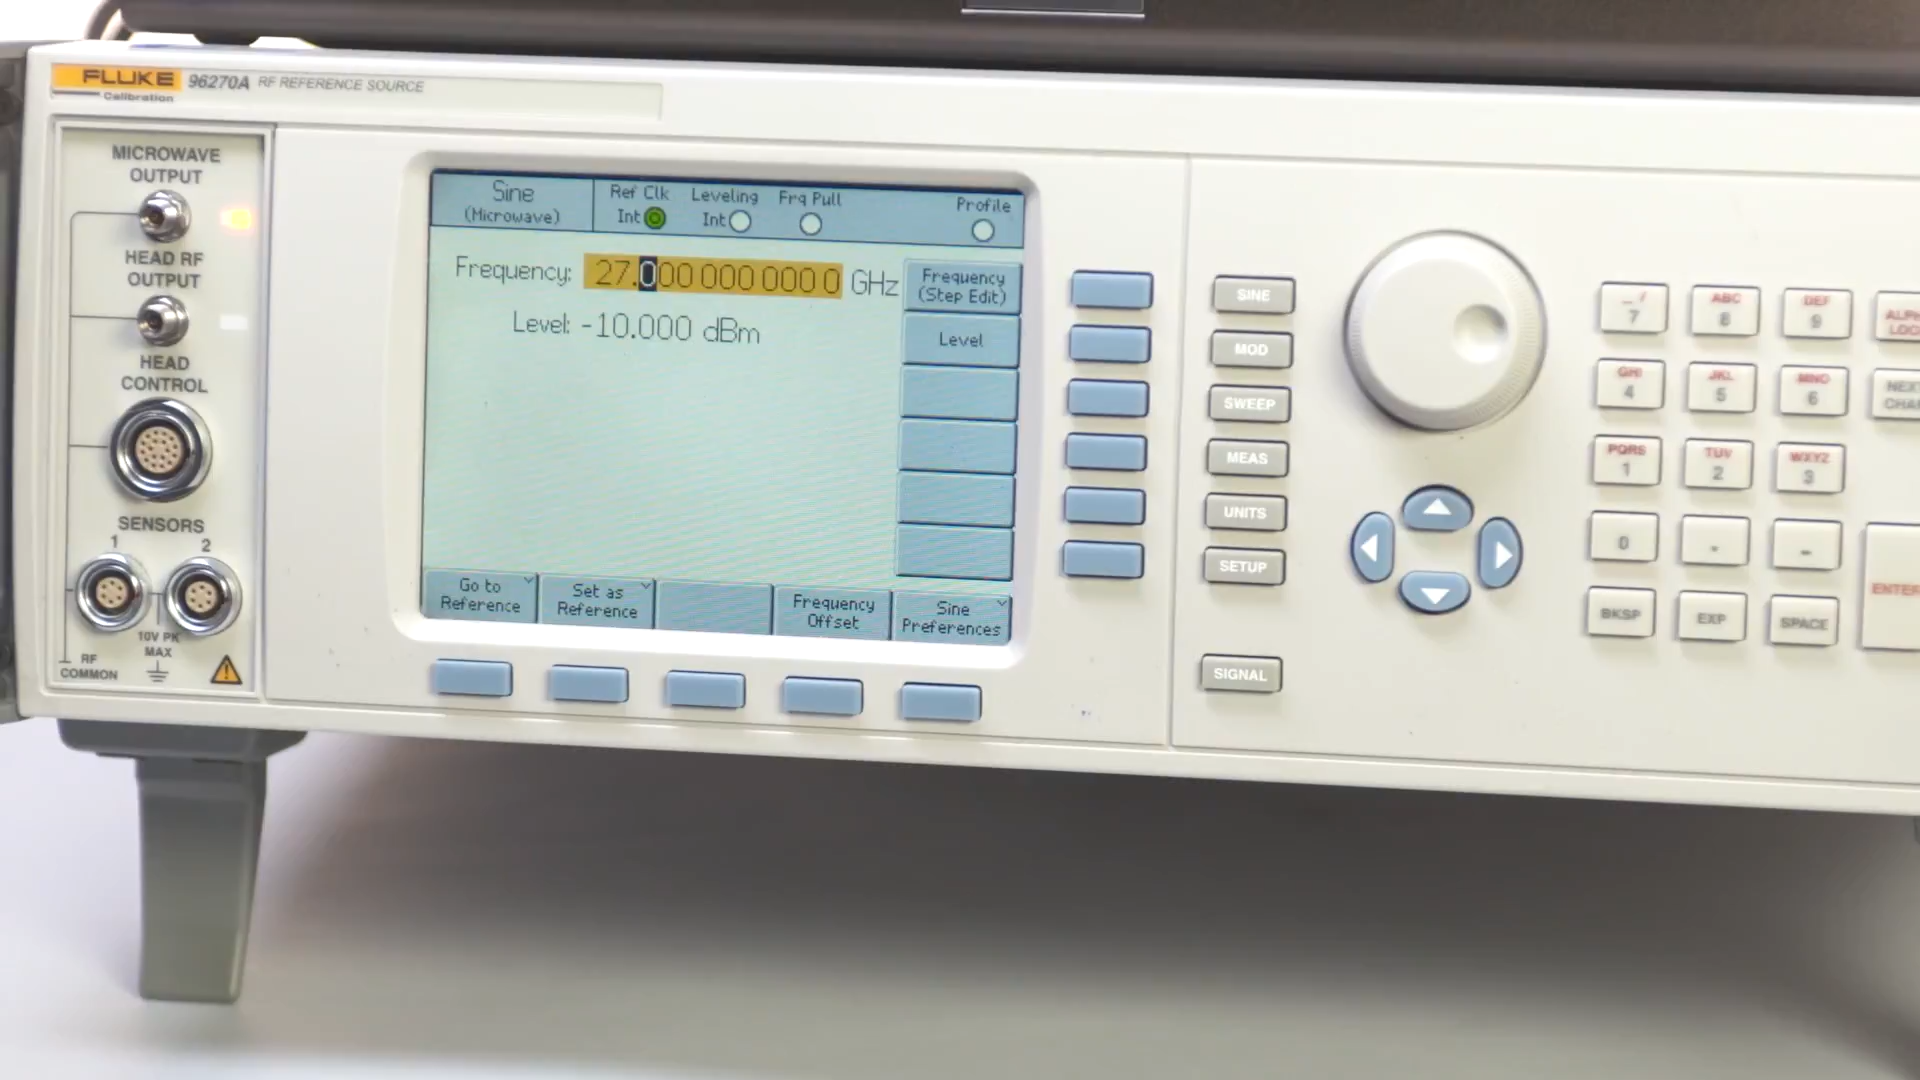 FLUKE 96270A RF REFERENCE SOURCE
Calibration
MICROWAVE
OUTPUT
HEAD RF
OUTPUT
HEAD
CONTROL
SENSORS
1 2
10V PK
MAX
RF
COMMON
Sine
(Microwave)
Ref Clk
Int
Leveling
Int
Frq Pull
Profile
Frequency: 27.000 000 000 0 GHz
Level: -10.000 dBm
Frequency
(Step Edit)
Level
Go to
Reference
Set as
Reference
Frequency
Offset
Sine
Preferences
SINE
MOD
SWEEP
MEAS
UNITS
SETUP
SIGNAL
_ /
7
ABC
8
DEF
9
GHI
4
JKL
5
MNO
6
PQRS
1
TUV
2
WXYZ
3
0
.
-
BKSP
EXP
SPACE
ENTER